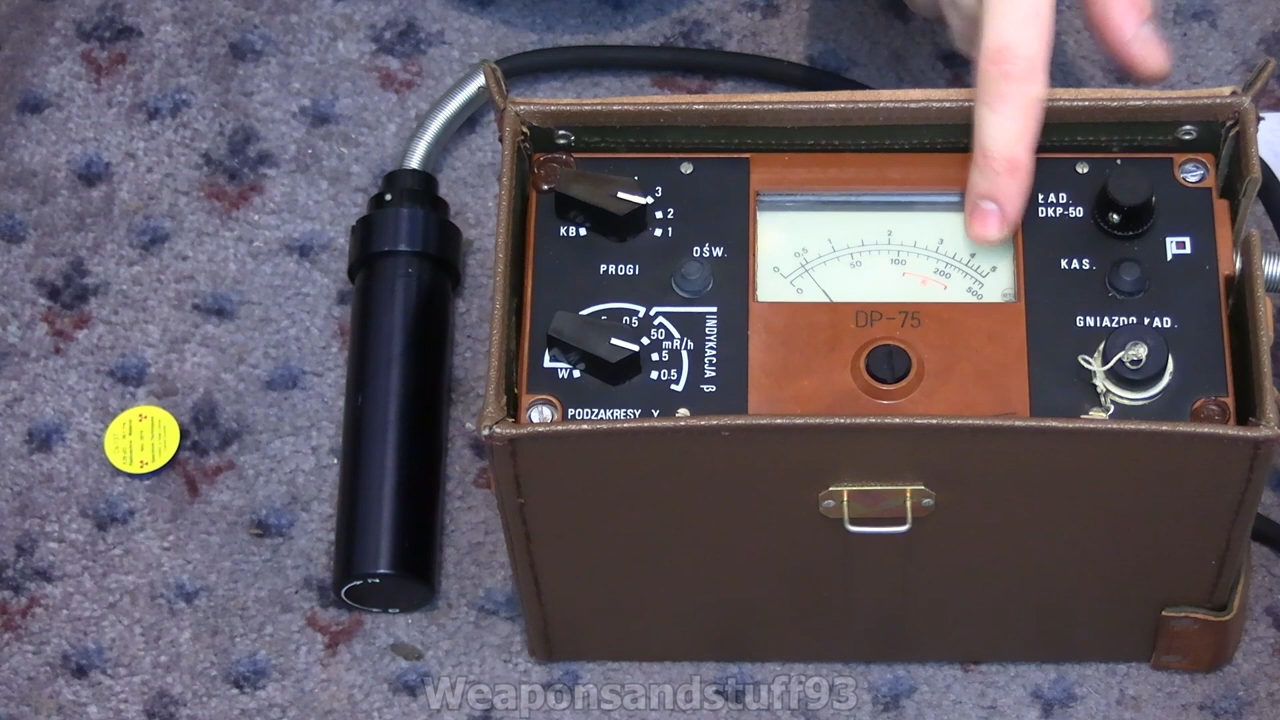 3
2
KB 1
OŚW.
PROGI
0.5
50
mR/h
5
W 0.5
INDYKACJA β
PODZAKRESY γ
0 0.5 1 2 3 4 5
0 50 100 200 500
DP-75
ŁAD.
DKP-50
KAS.
GNIAZDO ŁAD.
Weaponsandstuff93